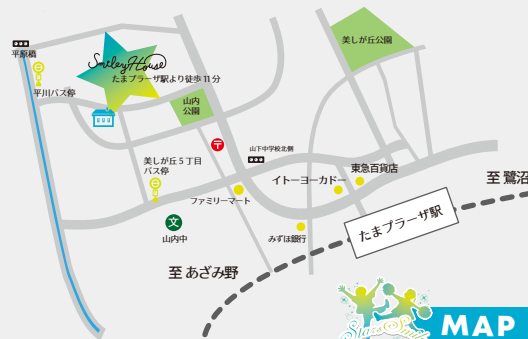 平原橋
平川バス停
Smiley House
たまプラーザ駅より徒歩11分
美しが丘公園
山内
公園
〒
山下中学校北側
美しが丘5丁目
バス停
イトーヨーカドー
東急百貨店
至 鷺沼
ファミリーマート
文
山内中
みずほ銀行
たまプラーザ駅
至 あざみ野
Stars Smile
MAP